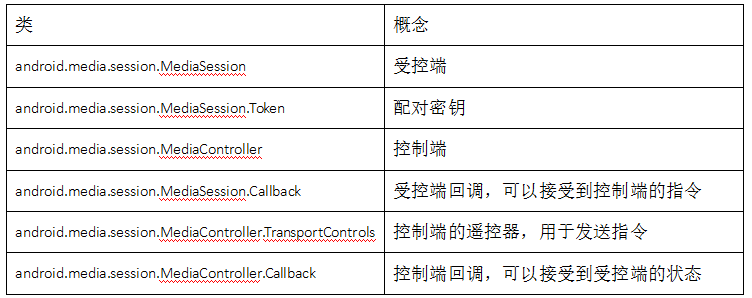 类 概念
android.media.session.MediaSession 受控端
android.media.session.MediaSession.Token 配对密钥
android.media.session.MediaController 控制端
android.media.session.MediaSession.Callback 受控端回调，可以接受到控制端的指令
android.media.session.MediaController.TransportControls 控制端的遥控器，用于发送指令
android.media.session.MediaController.Callback 控制端回调，可以接受到受控端的状态